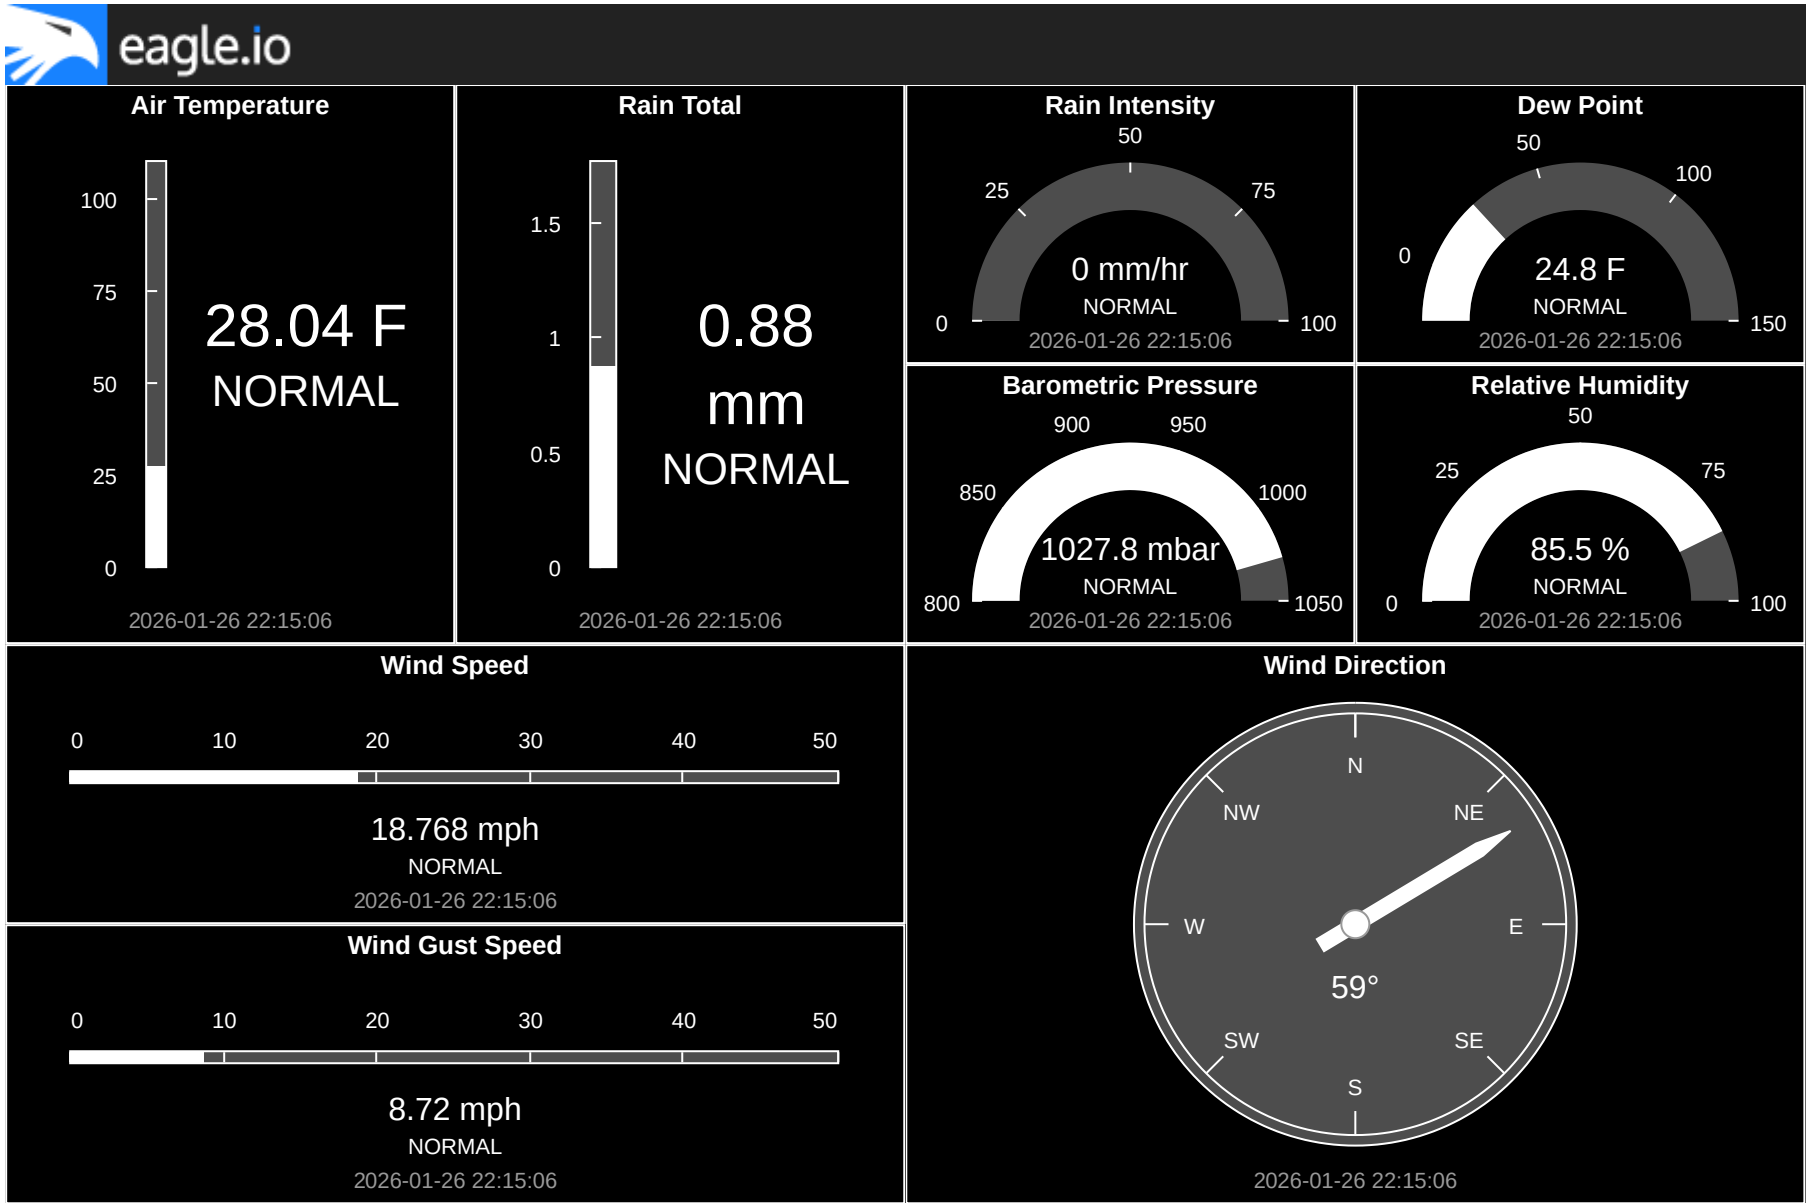 eagle.io
Air Temperature
100
75
50
25
0
28.04 F
NORMAL
2026-01-26 22:15:06
Rain Total
1.5
1
0.5
0
0.88
mm
NORMAL
2026-01-26 22:15:06
Rain Intensity
50
25 75
0 100
0 mm/hr
NORMAL
2026-01-26 22:15:06
Dew Point
50
100
0
150
24.8 F
NORMAL
2026-01-26 22:15:06
Barometric Pressure
900 950
850 1000
800 1050
1027.8 mbar
NORMAL
2026-01-26 22:15:06
Relative Humidity
50
25 75
0 100
85.5 %
NORMAL
2026-01-26 22:15:06
Wind Speed
0 10 20 30 40 50
18.768 mph
NORMAL
2026-01-26 22:15:06
Wind Gust Speed
0 10 20 30 40 50
8.72 mph
NORMAL
2026-01-26 22:15:06
Wind Direction
N
NW NE
W E
59°
SW SE
S
2026-01-26 22:15:06